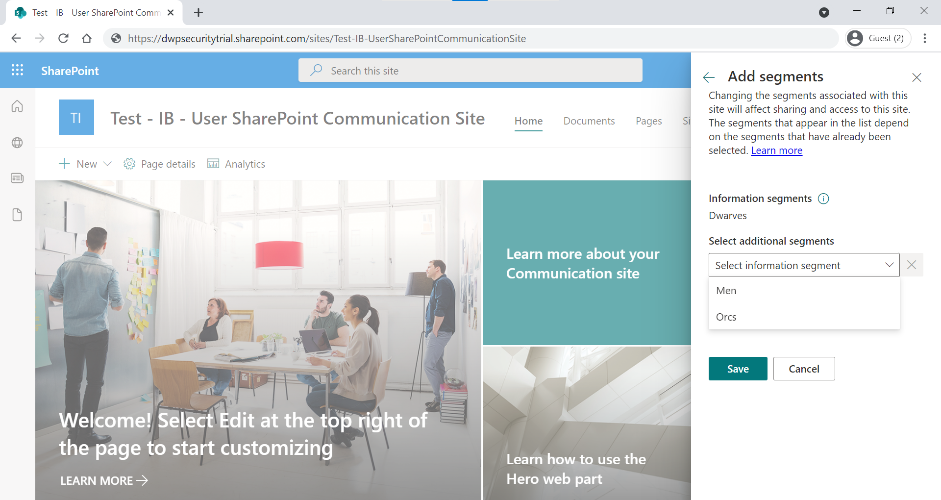 Test - IB - User SharePoint Comm
https://dwpsecuritytrial.sharepoint.com/sites/Test-IB-UserSharePointCommunicationSite
Guest (2)
SharePoint
Search this site
TI
Test - IB - User SharePoint Communication Site
Home
Documents
Pages
Si
New
Page details
Analytics
Welcome! Select Edit at the top right of
the page to start customizing
LEARN MORE
Learn more about your
Communication site
Learn how to use the
Hero web part
Add segments
Changing the segments associated with this
site will affect sharing and access to this site.
The segments that appear in the list depend
on the segments that have already been
selected. Learn more
Information segments
Dwarves
Select additional segments
Select information segment
Men
Orcs
Save
Cancel